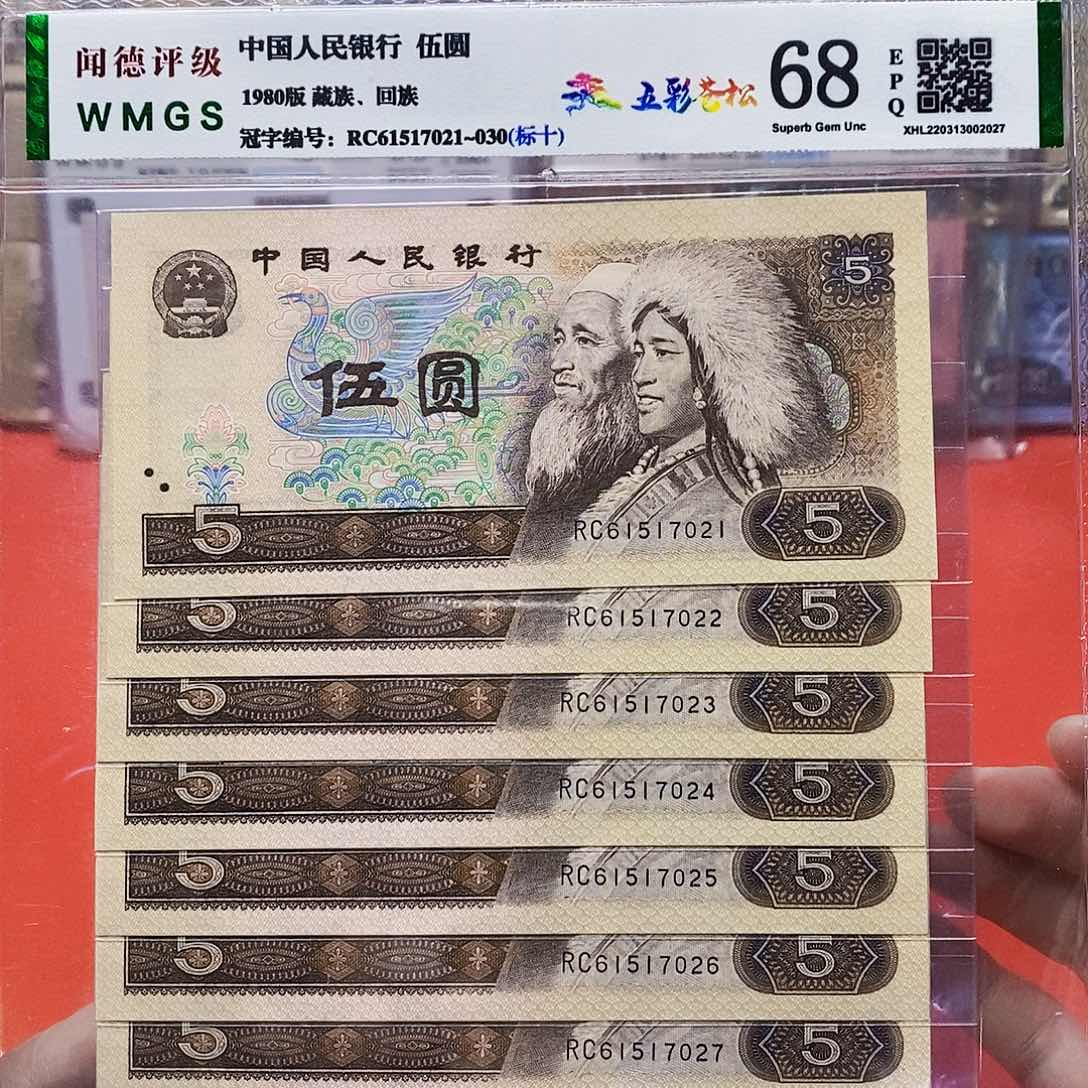 闻德评级
WMGS
中国人民银行 伍圆
1980版 藏族、回族
冠字编号：RC61517021~030(标十)
五彩苍松
68
Superb Gem Unc
EPQ
XHL220313002027
中国人民银行
5
伍圆
5
RC61517021
5
5
RC61517022
5
5
RC61517023
5
5
RC61517024
5
5
RC61517025
5
5
RC61517026
5
5
RC61517027
5